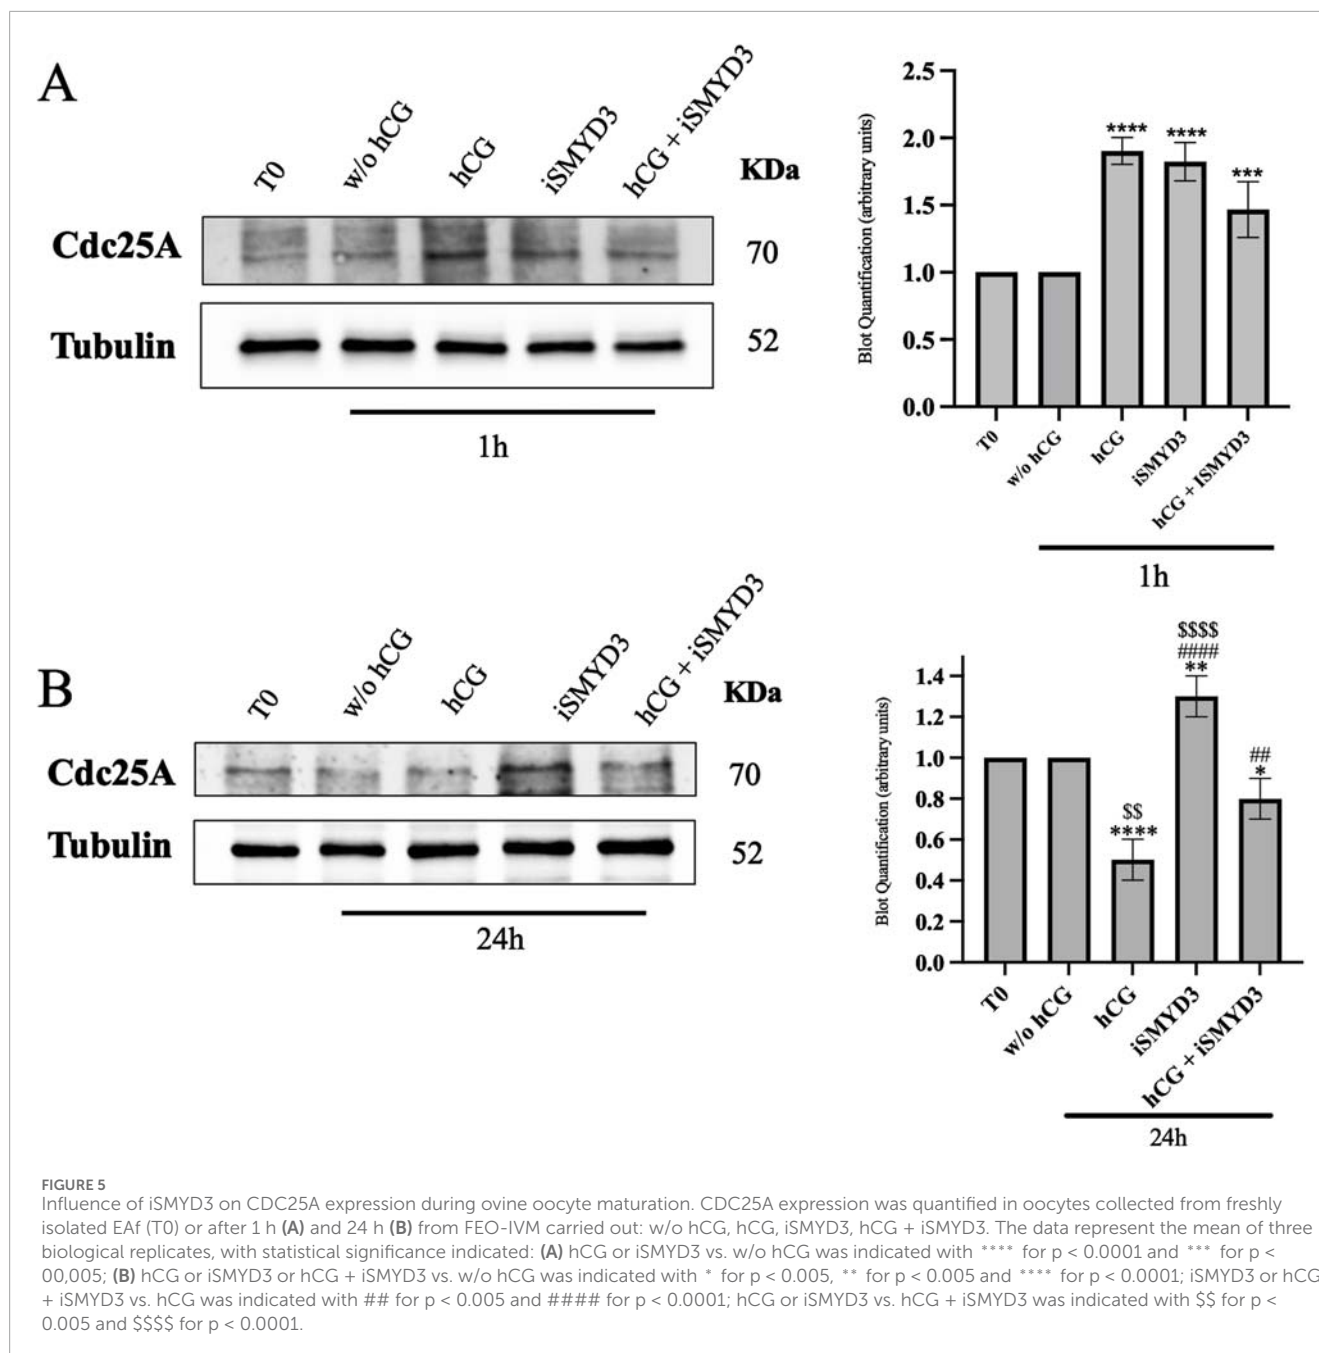 A
T0
w/o hCG
hCG
iSMYD3
hCG + iSMYD3
KDa
Cdc25A
70
Tubulin
52
1h
Blot Quantification (arbitrary units)
2.5
2.0
1.5
1.0
0.5
0.0
****
****
***
T0
w/o hCG
hCG
iSMYD3
hCG + ISMYD3
1h
B
T0
w/o hCG
hCG
iSMYD3
hCG + iSMYD3
KDa
Cdc25A
70
Tubulin
52
24h
Blot Quantification (arbitrary units)
1.4
1.2
1.0
0.8
0.6
0.4
0.2
0.0
$$
****
$$$$
####
**
##
*
T0
w/o hCG
hCG
iSMYD3
hCG + iSMYD3
24h
FIGURE 5
Influence of iSMYD3 on CDC25A expression during ovine oocyte maturation. CDC25A expression was quantified in oocytes collected from freshly
isolated EAf (T0) or after 1 h (A) and 24 h (B) from FEO-IVM carried out: w/o hCG, hCG, iSMYD3, hCG + iSMYD3. The data represent the mean of three
biological replicates, with statistical significance indicated: (A) hCG or iSMYD3 vs. w/o hCG was indicated with **** for p < 0.0001 and *** for p <
00,005; (B) hCG or iSMYD3 or hCG + iSMYD3 vs. w/o hCG was indicated with * for p < 0.005, ** for p < 0.005 and **** for p < 0.0001; iSMYD3 or hCG
+ iSMYD3 vs. hCG was indicated with ## for p < 0.005 and #### for p < 0.0001; hCG or iSMYD3 vs. hCG + iSMYD3 was indicated with $$ for p <
0.005 and $$$$ for p < 0.0001.